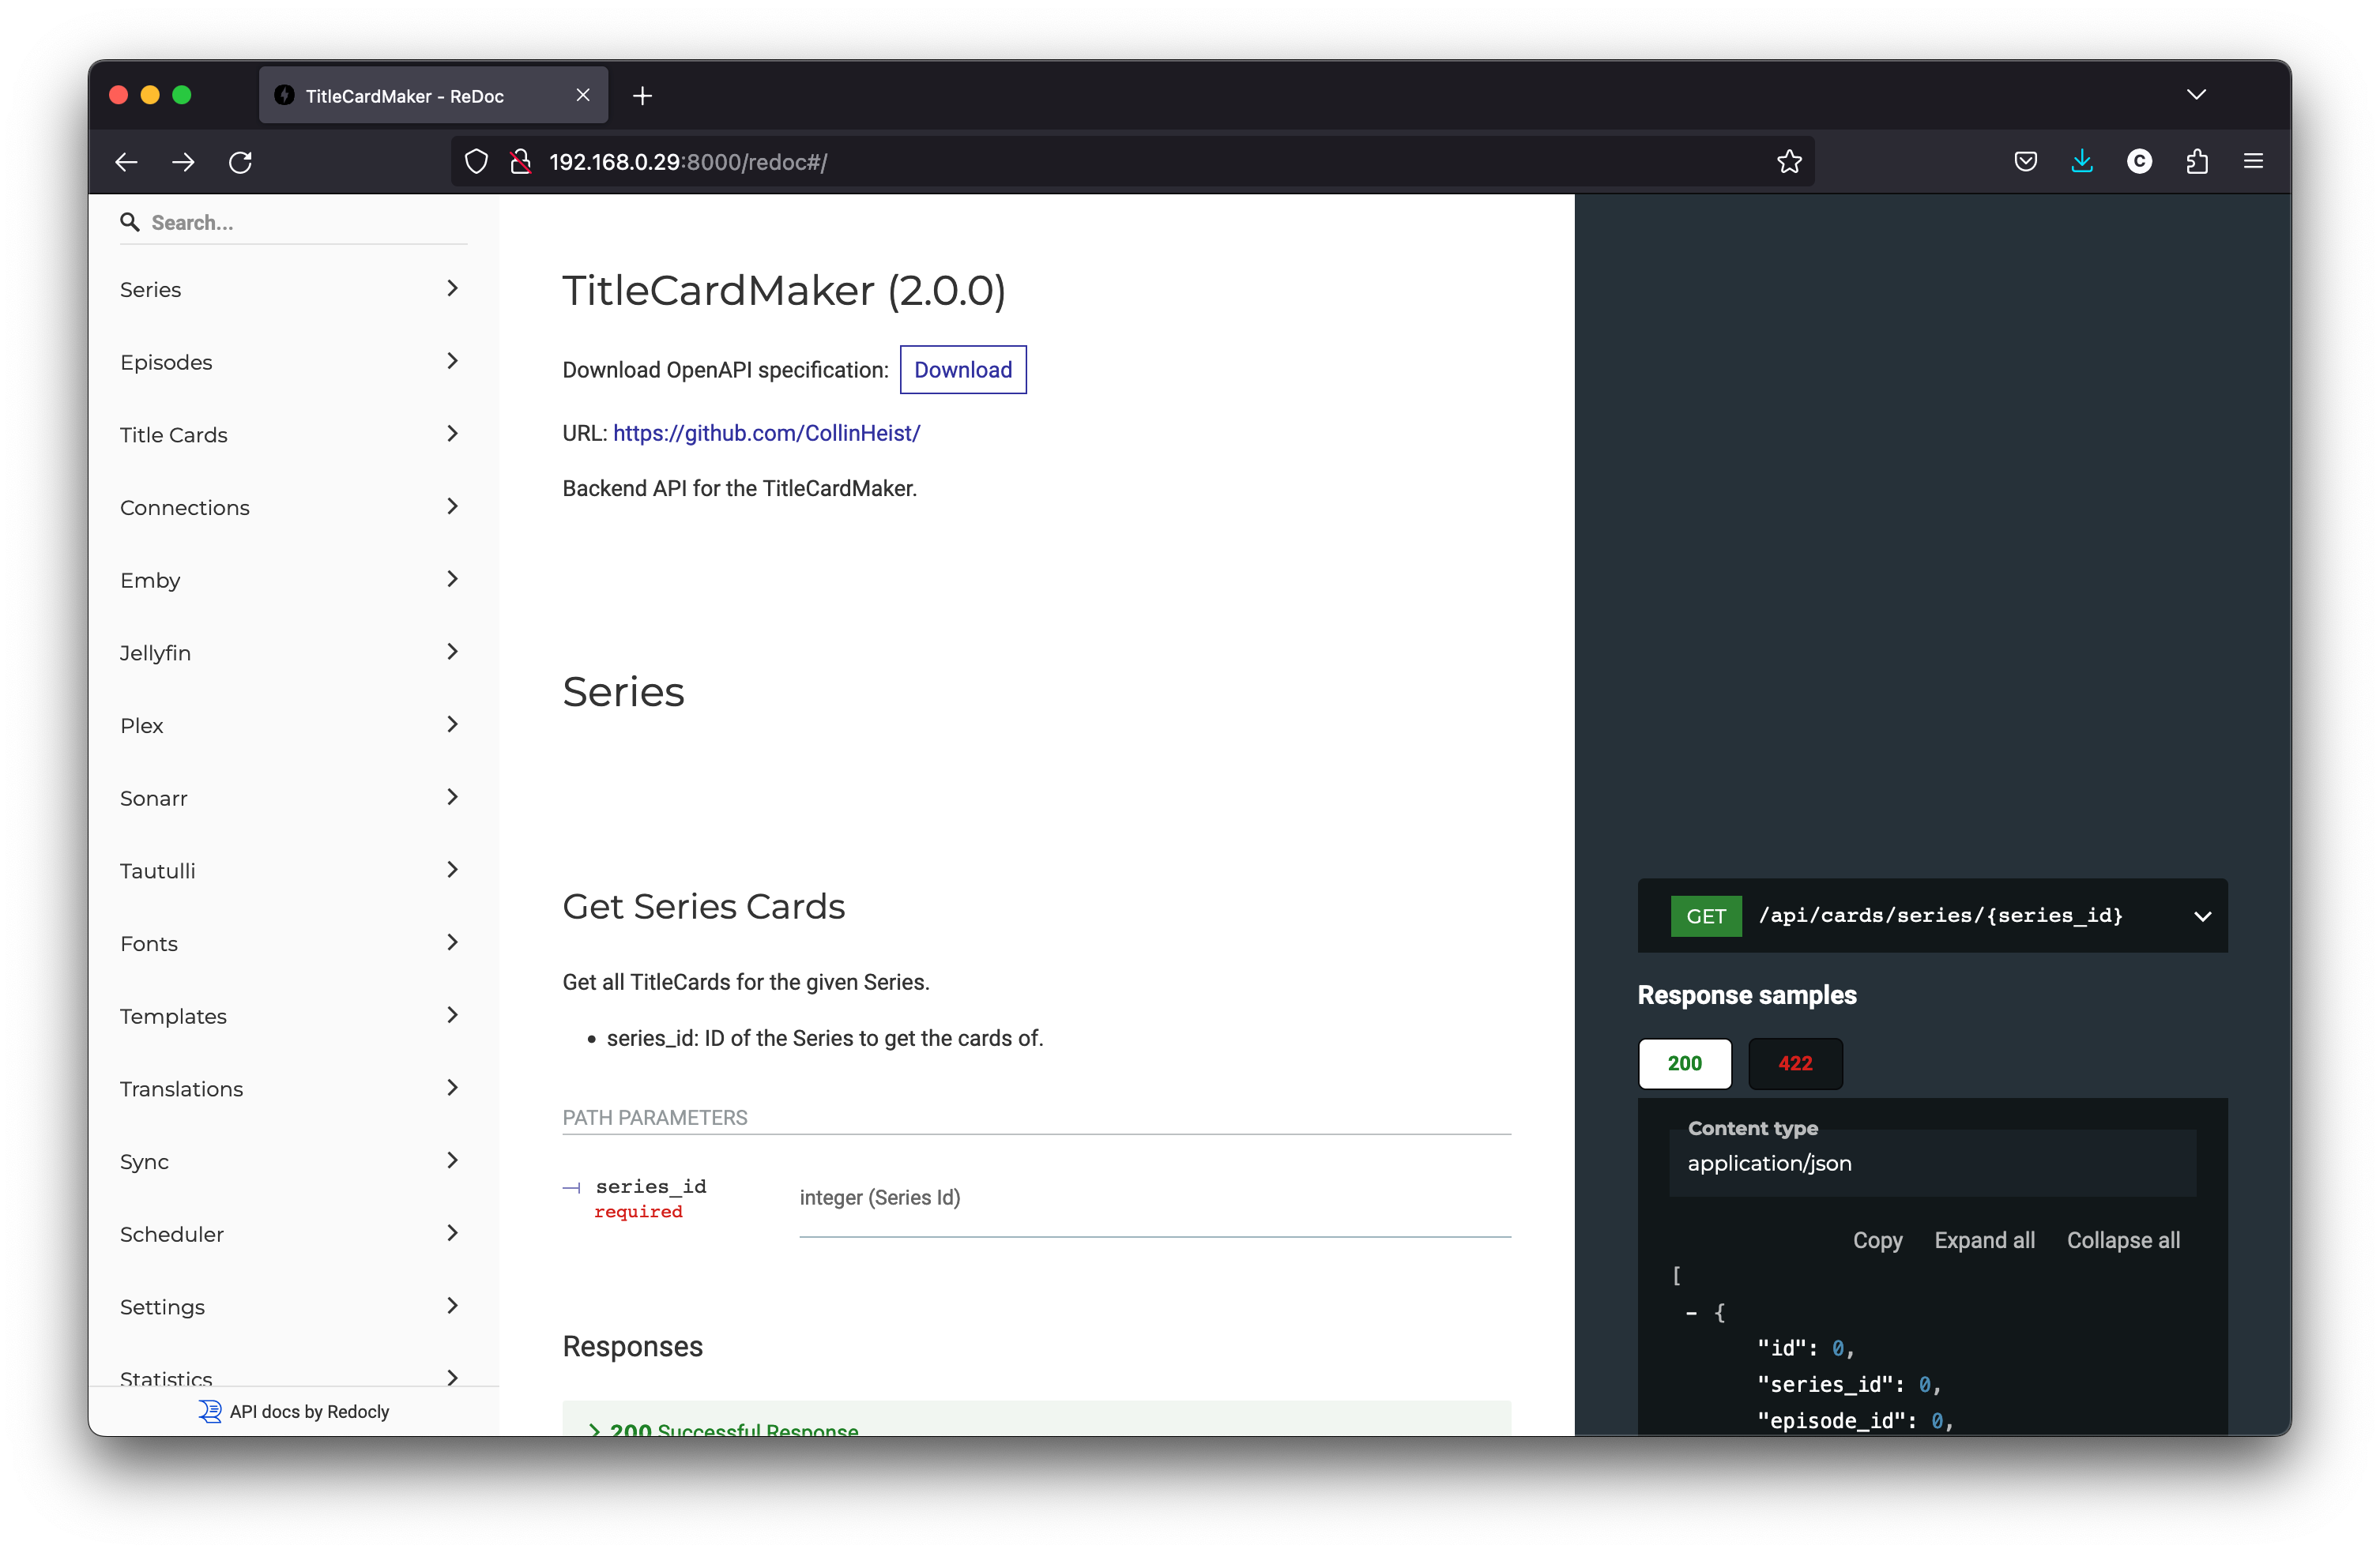 TitleCardMaker - ReDoc
192.168.0.29:8000/redoc#/
C
Search...
Series
Episodes
Title Cards
Connections
Emby
Jellyfin
Plex
Sonarr
Tautulli
Fonts
Templates
Translations
Sync
Scheduler
Settings
Statistics
API docs by Redocly
TitleCardMaker (2.0.0)
Download OpenAPI specification: Download
URL: https://github.com/CollinHeist/
Backend API for the TitleCardMaker.
Series
Get Series Cards
Get all TitleCards for the given Series.
• series_id: ID of the Series to get the cards of.
PATH PARAMETERS
series_id
required
integer (Series Id)
Responses
200 Successful Response
GET /api/cards/series/{series_id}
Response samples
200 422
Content type
application/json
Copy Expand all Collapse all
[
- {
"id": 0,
"series_id": 0,
"episode_id": 0,